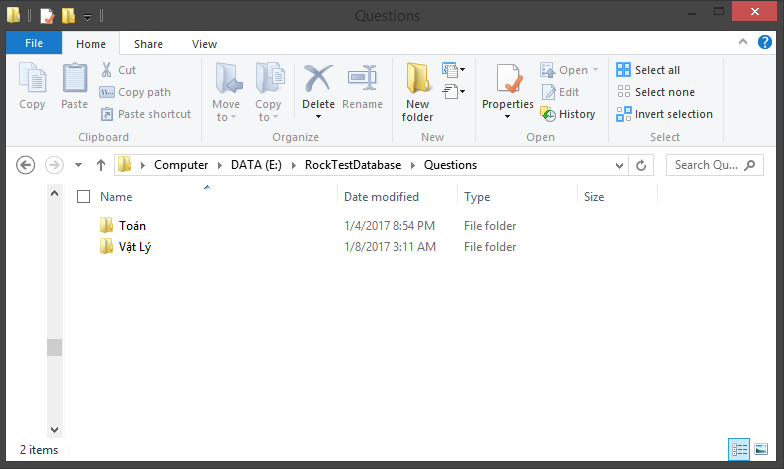 Questions
File Home Share View
Copy
Paste
Cut
Copy path
Paste shortcut
Clipboard
Move to
Copy to
Delete
Rename
Organize
New folder
New
Properties
Open
Edit
History
Open
Select all
Select none
Invert selection
Select
Computer DATA (E:) RockTestDatabase Questions
Search Qu...
Name Date modified Type Size
Toán 1/4/2017 8:54 PM File folder
Vật Lý 1/8/2017 3:11 AM File folder
2 items